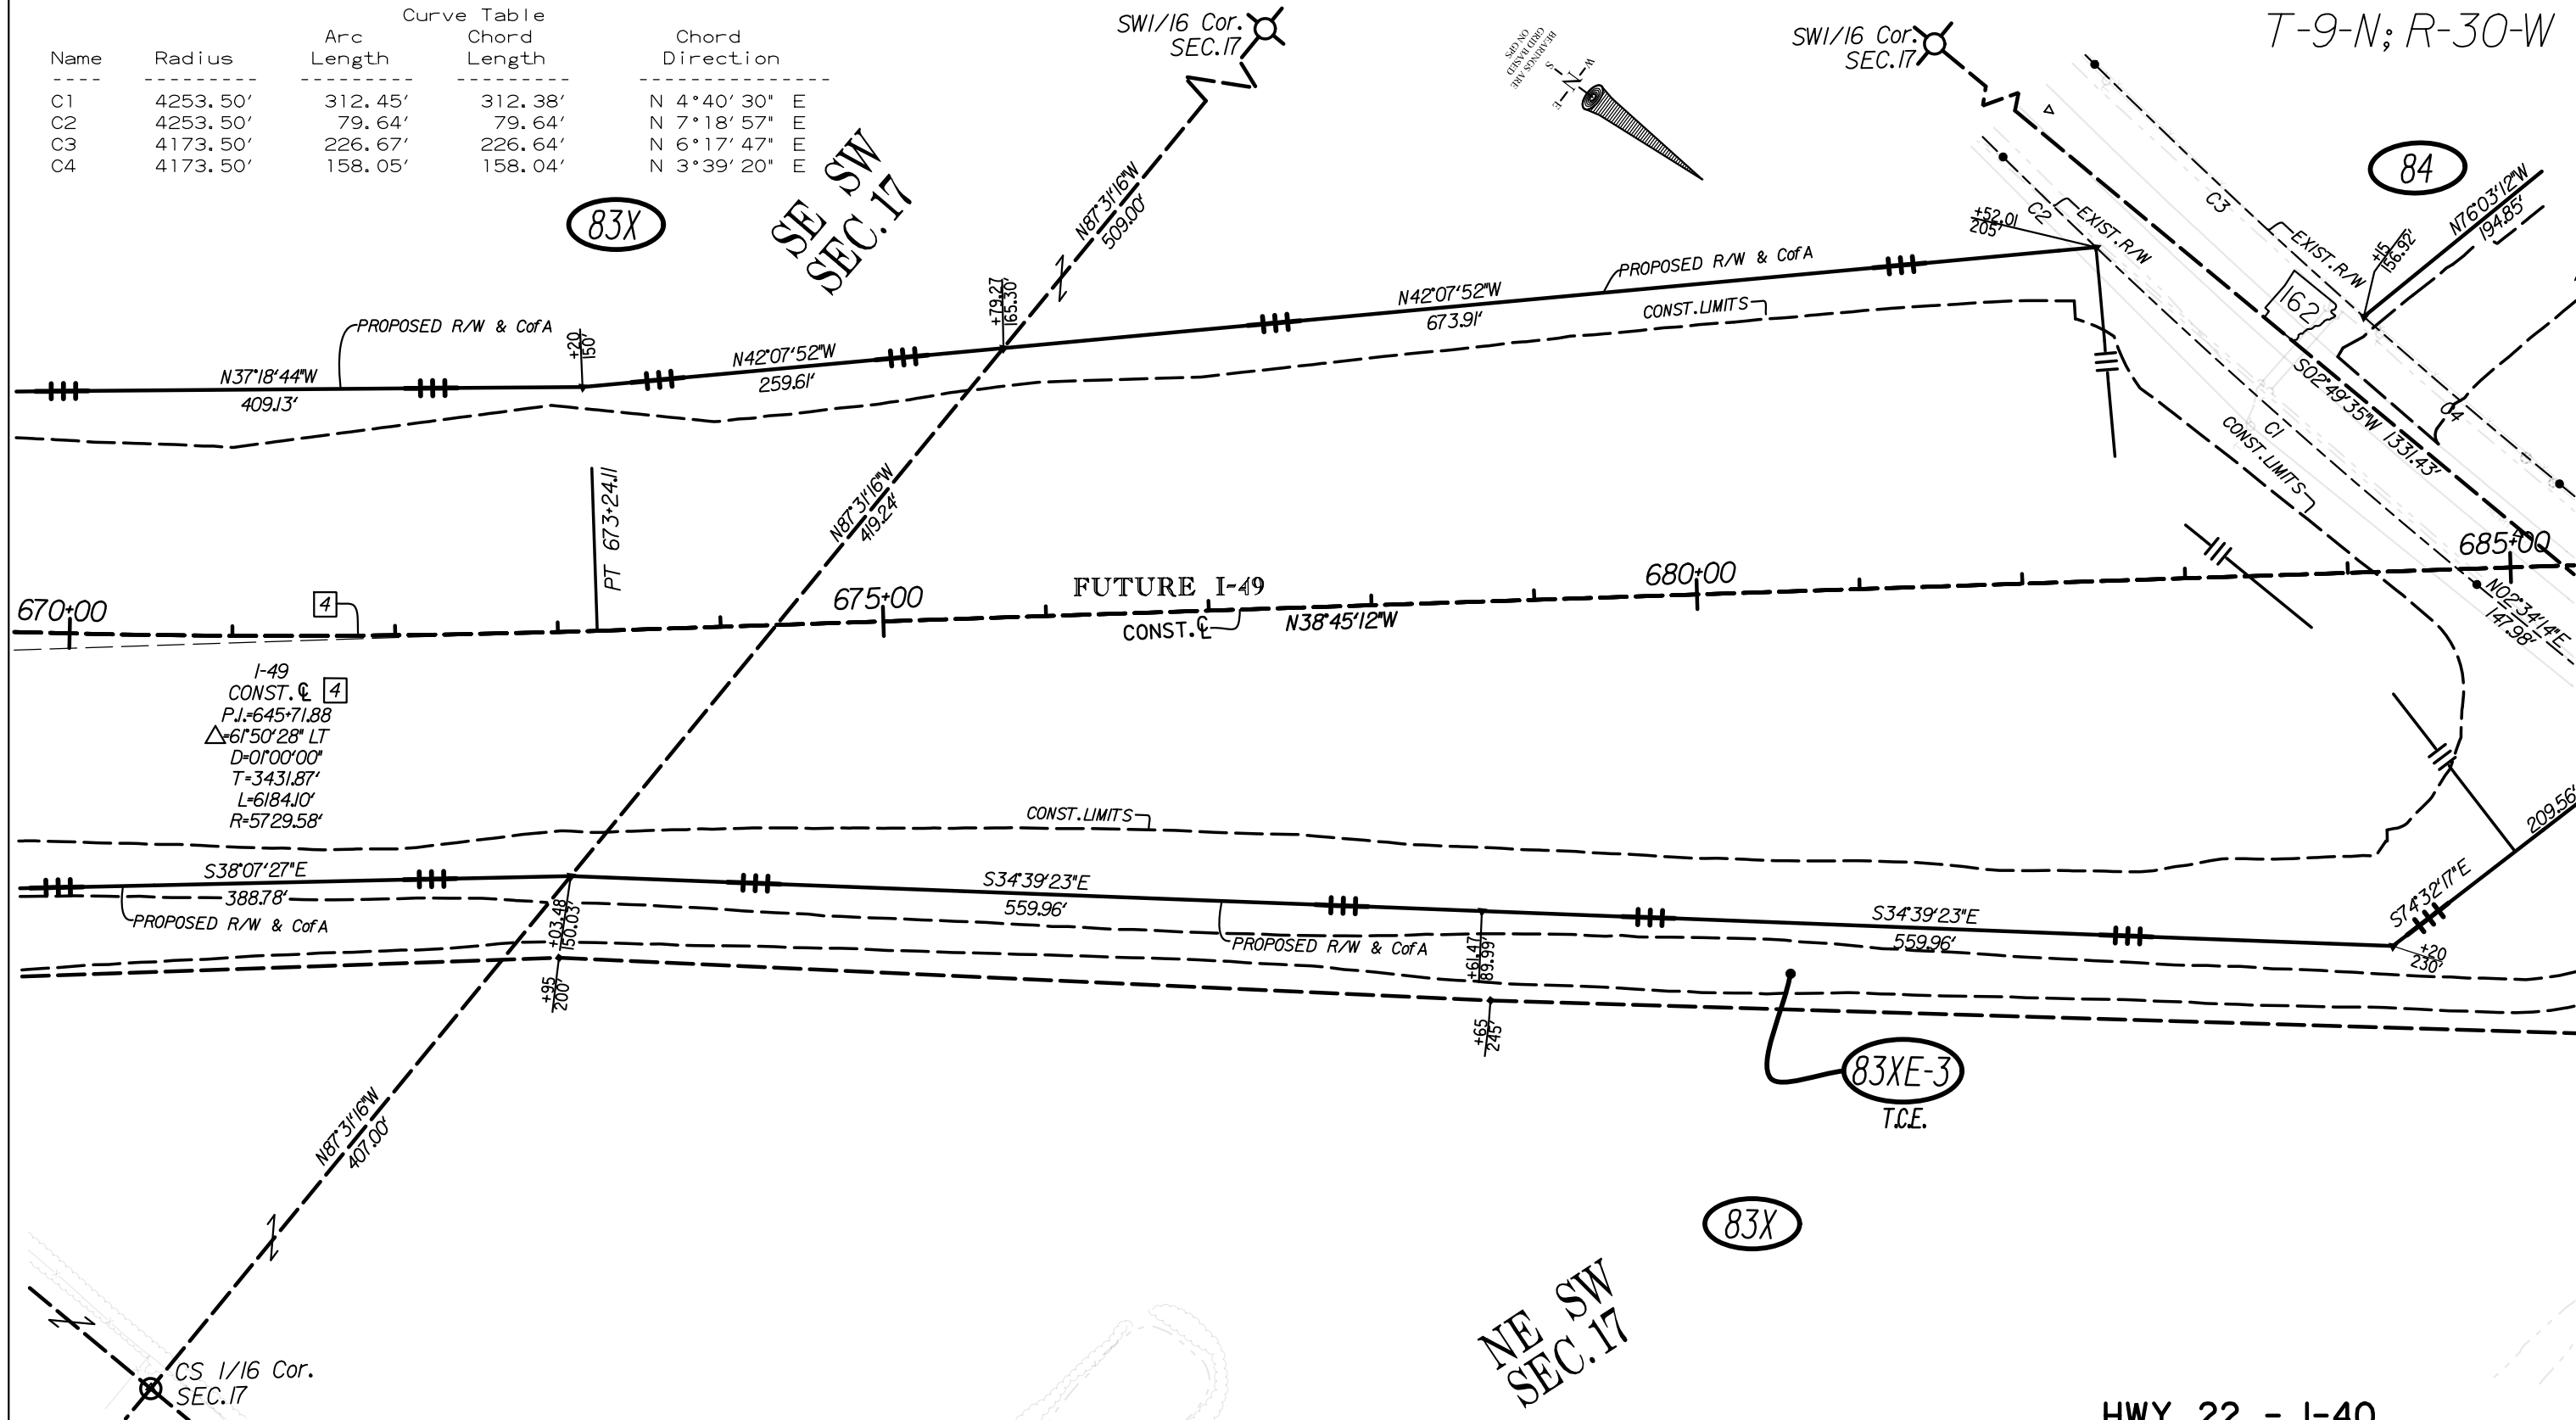 Curve Table
Name Radius Arc Length Chord Length Chord Direction
---- --------- --------- --------- ---------------
C1 4253.50' 312.45' 312.38' N 4°40'30" E
C2 4253.50' 79.64' 79.64' N 7°18'57" E
C3 4173.50' 226.67' 226.64' N 6°17'47" E
C4 4173.50' 158.05' 158.04' N 3°39'20" E
SW1/16 Cor.
SEC.17
BEARINGS ARE
GRID BASED
ON GPS
N
S
W
E
SW1/16 Cor.
SEC.17
T-9-N; R-30-W
83X
SE SW
SEC.17
84
N87°31'16"W
509.00'
C3
C2
EXIST. R/W
EXIST. R/W
N76°03'12"W
194.85'
+15
156.92'
+52.01
205'
162
PROPOSED R/W & CofA
PROPOSED R/W & CofA
+20
150'
+79.27
165.30'
N37°18'44"W
409.13'
N42°07'52"W
259.61'
N42°07'52"W
673.91'
CONST. LIMITS
S02°49'35"W 1331.43'
C4
C1
CONST. LIMITS
PT 673+24.11
N87°31'16"W
419.24'
670+00
4
675+00
FUTURE I-49
CONST. ℄
N38°45'12"W
680+00
685+00
N02°34'14"E
147.98'
I-49
CONST. ℄ 4
P.I.=645+71.88
△=61°50'28" LT
D=01°00'00"
T=3431.87'
L=6184.10'
R=5729.58'
CONST. LIMITS
S38°07'27"E
388.78'
PROPOSED R/W & CofA
+03.48
150.03'
+95
200'
S34°39'23"E
559.96'
PROPOSED R/W & CofA
+61.47
89.99'
+65
245'
S34°39'23"E
559.96'
S74°32'17"E
209.56'
+20
230'
83XE-3
T.C.E.
N87°31'16"W
407.00'
83X
NE SW
SEC.17
CS 1/16 Cor.
SEC.17
HWY 22 - I-40